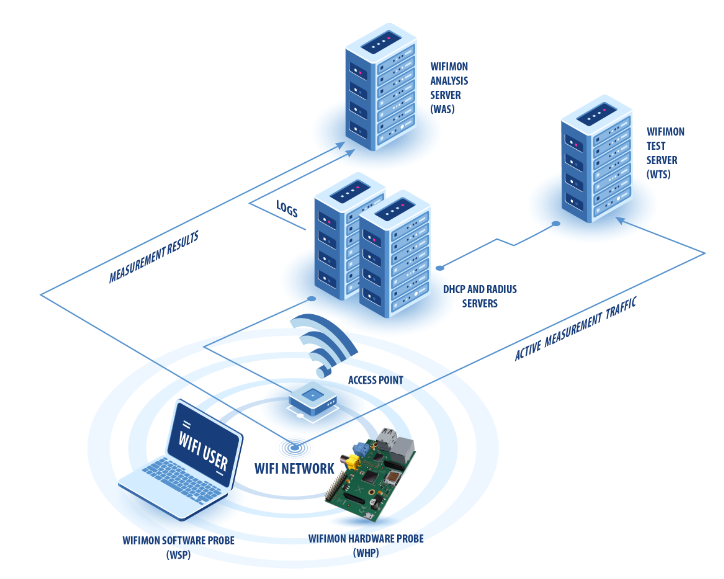 WIFIMON
ANALYSIS
SERVER
(WAS)
WIFIMON
TEST
SERVER
(WTS)
LOGS
MEASUREMENT RESULTS
DHCP AND RADIUS
SERVERS
ACTIVE MEASUREMENT TRAFFIC
ACCESS POINT
WIFI USER
WIFI NETWORK
WIFIMON SOFTWARE PROBE
(WSP)
WIFIMON HARDWARE PROBE
(WHP)